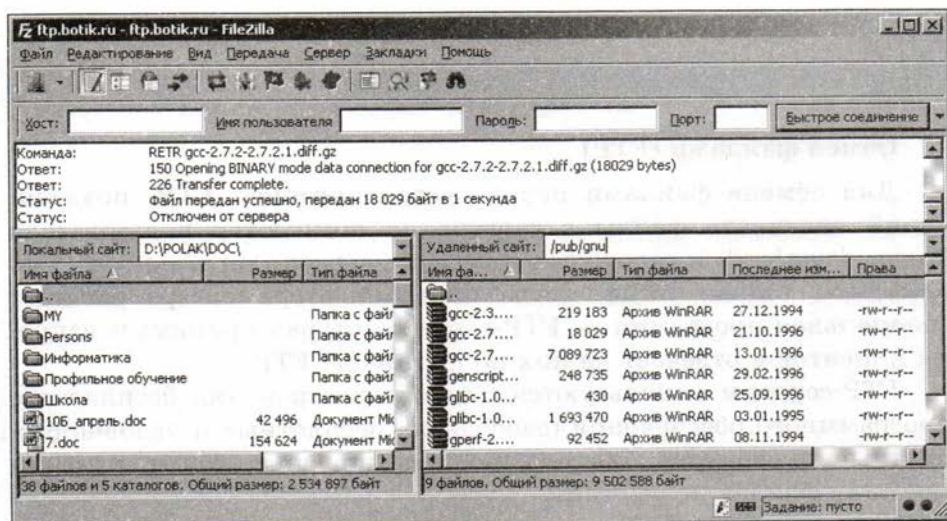 ftp.botik.ru - ftp.botik.ru - FileZilla
Файл Редактирование Вид Передача Сервер Закладки Помощь
Хост: Имя пользователя Пароль: Порт: Быстрое соединение
Команда: RETR gcc-2.7.2-2.7.2.1.diff.gz
Ответ: 150 Opening BINARY mode data connection for gcc-2.7.2-2.7.2.1.diff.gz (18029 bytes)
Ответ: 226 Transfer complete.
Статус: Файл передан успешно, передан 18 029 байт в 1 секунда
Статус: Отключен от сервера
Локальный сайт: D:\POLAK\DOC\ Удаленный сайт: /pub/gnu
Имя файла Размер Тип файла Имя фа... Размер Тип файла Последнее изм... Права
.. ..
MY Папка с файл gcc-2.3.... 219 183 Архив WinRAR 27.12.1994 -rw-r--r--
Persons Папка с файл gcc-2.7.... 18 029 Архив WinRAR 21.10.1996 -rw-r--r--
Информатика Папка с файл gcc-2.7.... 7 089 723 Архив WinRAR 13.01.1996 -rw-r--r--
Профильное обучение Папка с файл genscript... 248 735 Архив WinRAR 29.02.1996 -rw-r--r--
Школа Папка с файл glibc-1.0... 430 Архив WinRAR 25.09.1996 -rw-r--r--
105_апрель.doc 42 496 Документ Mic glibc-1.0... 1 693 470 Архив WinRAR 03.01.1995 -rw-r--r--
7.doc 154 624 Документ Mic gperf-2.... 92 452 Архив WinRAR 08.11.1994 -rw-r--r--
38 файлов и 5 каталогов. Общий размер: 2 534 897 байт 9 файлов. Общий размер: 9 502 588 байт
Задание: пусто